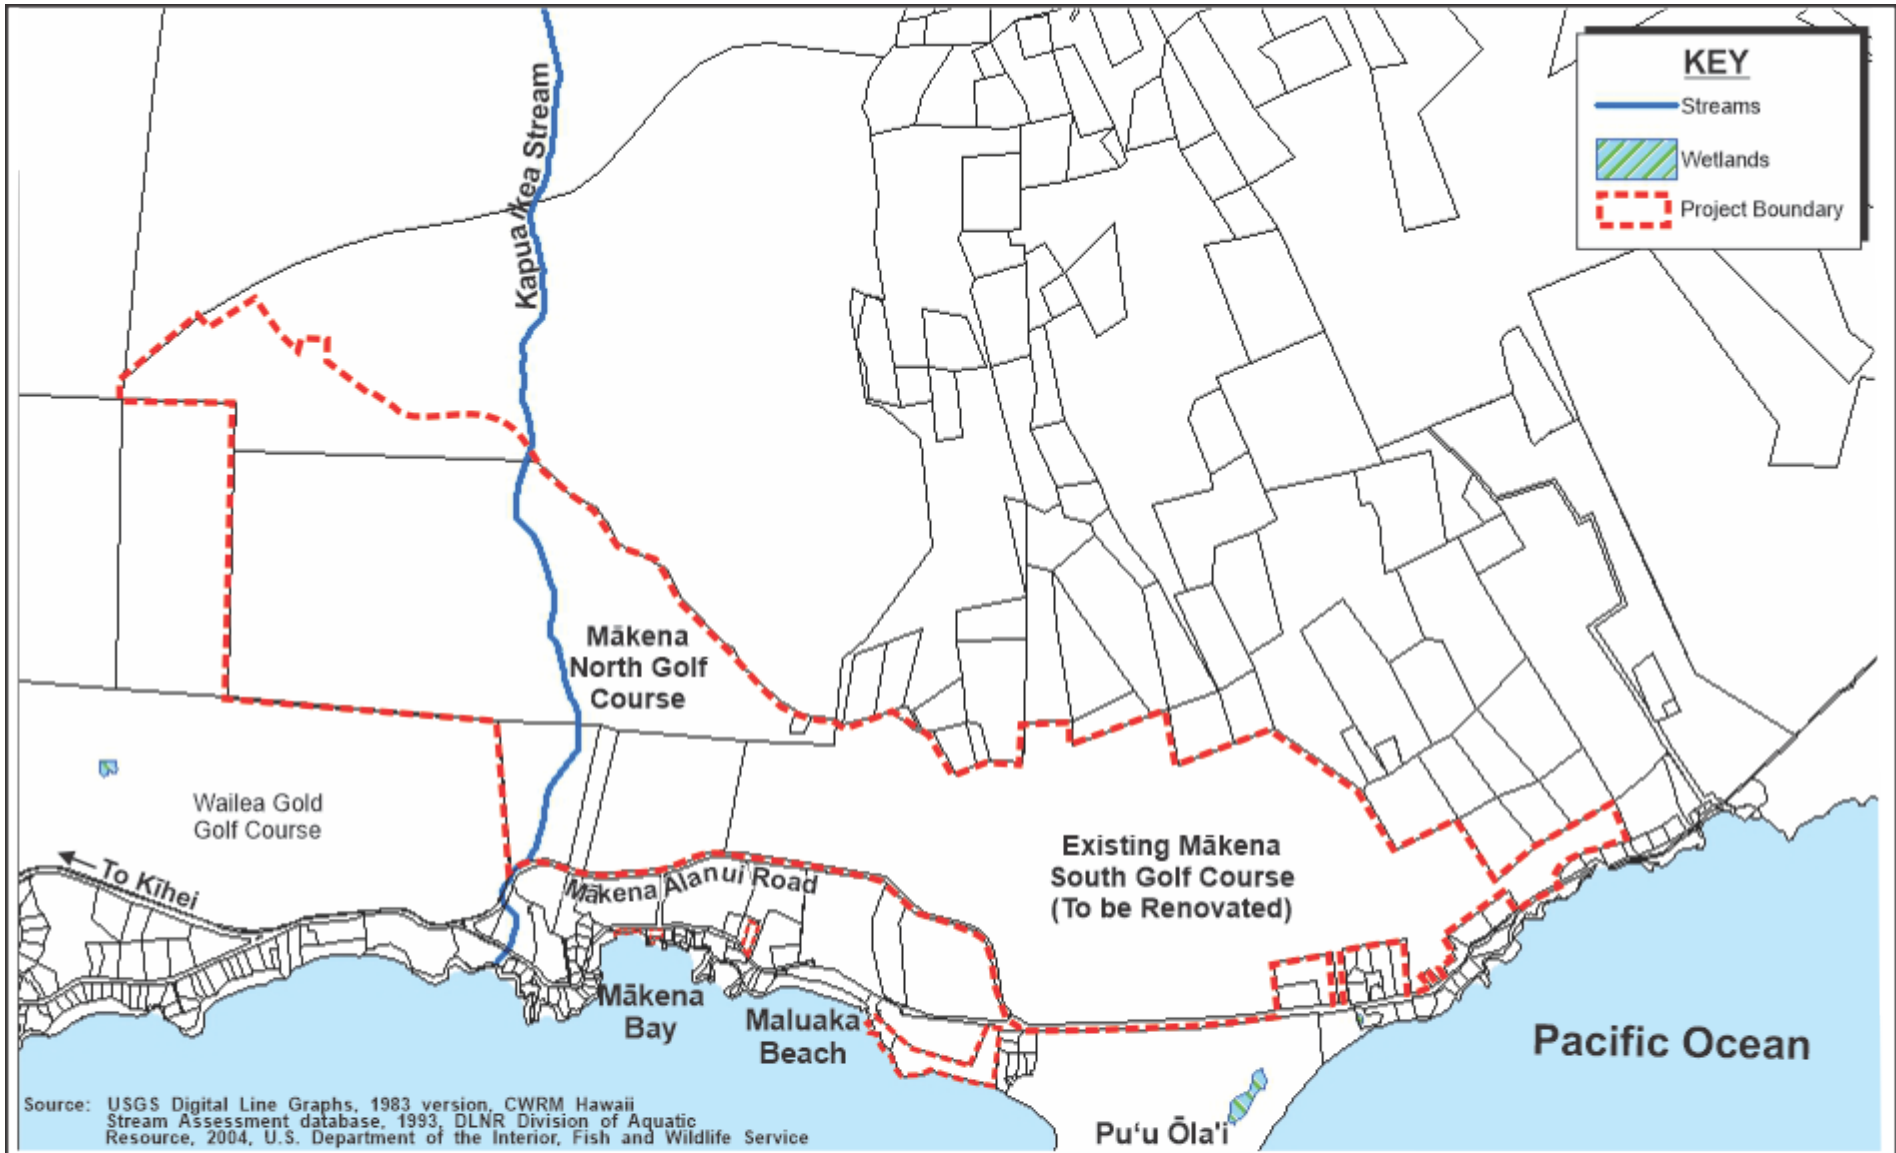 KEY
Streams
Wetlands
Project Boundary
Kapua'ikea Stream
Mākena
North Golf
Course
Wailea Gold
Golf Course
To Kīhei
Mākena Alanui Road
Existing Mākena
South Golf Course
(To be Renovated)
Mākena
Bay
Maluaka
Beach
Pacific Ocean
Pu‘u Ōla'i
Source: USGS Digital Line Graphs, 1983 version, CWRM Hawaii
Stream Assessment database, 1993, DLNR Division of Aquatic
Resource, 2004, U.S. Department of the Interior, Fish and Wildlife Service